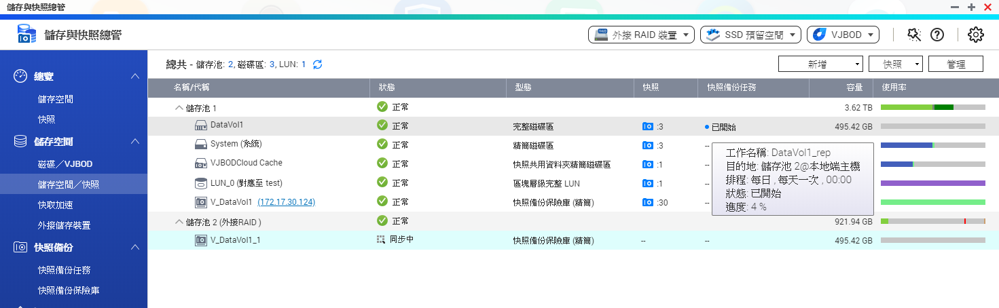 儲存與快照總管
儲存與快照總管
外接 RAID 裝置
SSD 預留空間
VJBOD
總覽
儲存空間
快照
儲存空間
磁碟／VJBOD
儲存空間／快照
快取加速
外接儲存裝置
快照備份
快照備份任務
快照備份保險庫
總共 - 儲存池: 2, 磁碟區: 3, LUN: 1
新增
快照
管理
名稱/代稱 狀態 型態 快照 快照備份任務 容量 使用率
儲存池 1 正常 3.62 TB
DataVol1 正常 完整磁碟區 :3 已開始 495.42 GB
System (系統) 正常 精簡磁碟區 :3 --
VJBODCloud Cache 正常 快照共用資料夾精簡磁碟區 :1 --
LUN_0 (對應至 test) 正常 區塊層級完整 LUN :1 --
V_DataVol1 (172.17.30.124) 正常 快照備份保險庫 (精簡) :30 --
工作名稱: DataVol1_rep
目的地: 儲存池 2@本地端主機
排程: 每日 , 每天一次 , 00:00
狀態: 已開始
進度: 4 %
儲存池 2 (外接RAID ) 正常 921.94 GB
V_DataVol1_1 同步中 快照備份保險庫 (精簡) -- -- 495.42 GB